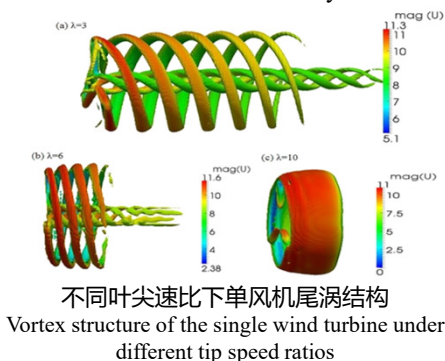 (a) λ=3
mag (U)
11.3
11
10
9
8
7
6
5.1
(b) λ=6
mag(U)
11.6
10
8
6
4
2.38
(c) λ=10
mag(U)
11
10
7.5
5
2.5
0
不同叶尖速比下单风机尾涡结构
Vortex structure of the single wind turbine under
different tip speed ratios